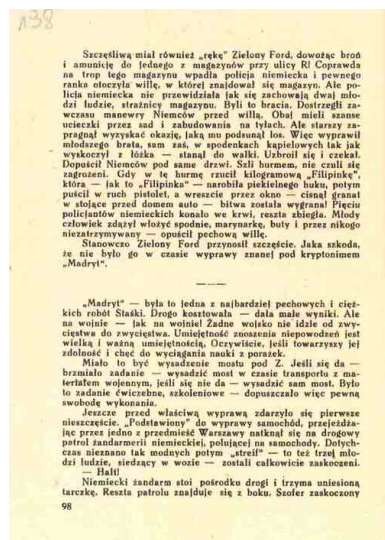 138
Szczęśliwą miał również „rękę" Zielony Ford, dowożąc broń
i amunicję do jednego z magazynów przy ulicy R! Coprawda
na trop tego magazynu wpadła policja niemiecka i pewnego
ranka otoczyła willę, w której znajdował się magazyn. Ale po-
licja niemiecka nie przewidziała jak się zachowają dwaj mło-
dzi ludzie, strażnicy magazynu. Byli to bracia. Dostrzegli za-
wczasu manewry Niemców przed willą. Obaj mieli szanse
ucieczki przez sad i zabudowania na tyłach. Ale starszy za-
pragnął wyzyskać okazję, jaką mu podsunął los. Więc wyprawił
młodszego brata, sam zaś, w spodenkach kąpielowych tak jak
wyskoczył z łóżka — stanął do walki. Uzbroił się i czekał.
Dopuścił Niemców pod same drzwi. Szli hurmem, nie czuli się
zagrożeni. Gdy w tę hurmę rzucił kilogramową „Filipinkę",
która — jak to „Filipinka" — narobiła piekielnego huku, potym
puścił w ruch pistolet, a wreszcie przez okno — cisnął granat
w stojące przed domem auto — bitwa została wygrana! Pięciu
policjantów niemieckich konało we krwi, reszta zbiegła. Młody
człowiek zdążył włożyć spodnie, marynarkę, buty i przez nikogo
niezatrzymywany — opuścił pechową willę.
Stanowczo Zielony Ford przynosił szczęście. Jaka szkoda,
że nie było go w czasie wyprawy znanej pod kryptonimem
„Madryt".
———
„Madryt" — była to jedna z najbardziej pechowych i cięż-
kich robót Staśki. Drogo kosztowała — dała małe wyniki. Ale
na wojnie — jak na wojnie! Żadne wojsko nie idzie od zwy-
cięstwa do zwycięstwa. Umiejętność znoszenia niepowodzeń jest
wielką i ważną umiejętnością, Oczywiście, jeśli towarzyszy jej
zdolność i chęć do wyciągania nauki z porażek.
Miało to być wysadzenie mostu pod Z. Jeśli się da —
brzmiało zadanie — wysadzić most w czasie transportu z ma-
teriałem wojennym, jeśli się nie da — wysadzić sam most. Było
to zadanie ćwiczebne, szkoleniowe — dopuszczało więc pewną
swobodę wykonania.
Jeszcze przed właściwą wyprawą zdarzyło się pierwsze
nieszczęście. „Podstawiony" do wyprawy samochód, przejeżdża-
jąc przez jedno z przedmieść Warszawy natknął się na drogowy
patrol żandarmerii niemieckiej, polującej na samochody. Dotych-
czas nieznano tak modnych potym „streif" — to też trzej mło-
dzi ludzie, siedzący w wozie — zostali całkowicie zaskoczeni.
— Halt!
Niemiecki żandarm stoi pośrodku drogi i trzyma uniesioną
tarczkę. Reszta patrolu znajduje się z boku. Szofer zaskoczony
98